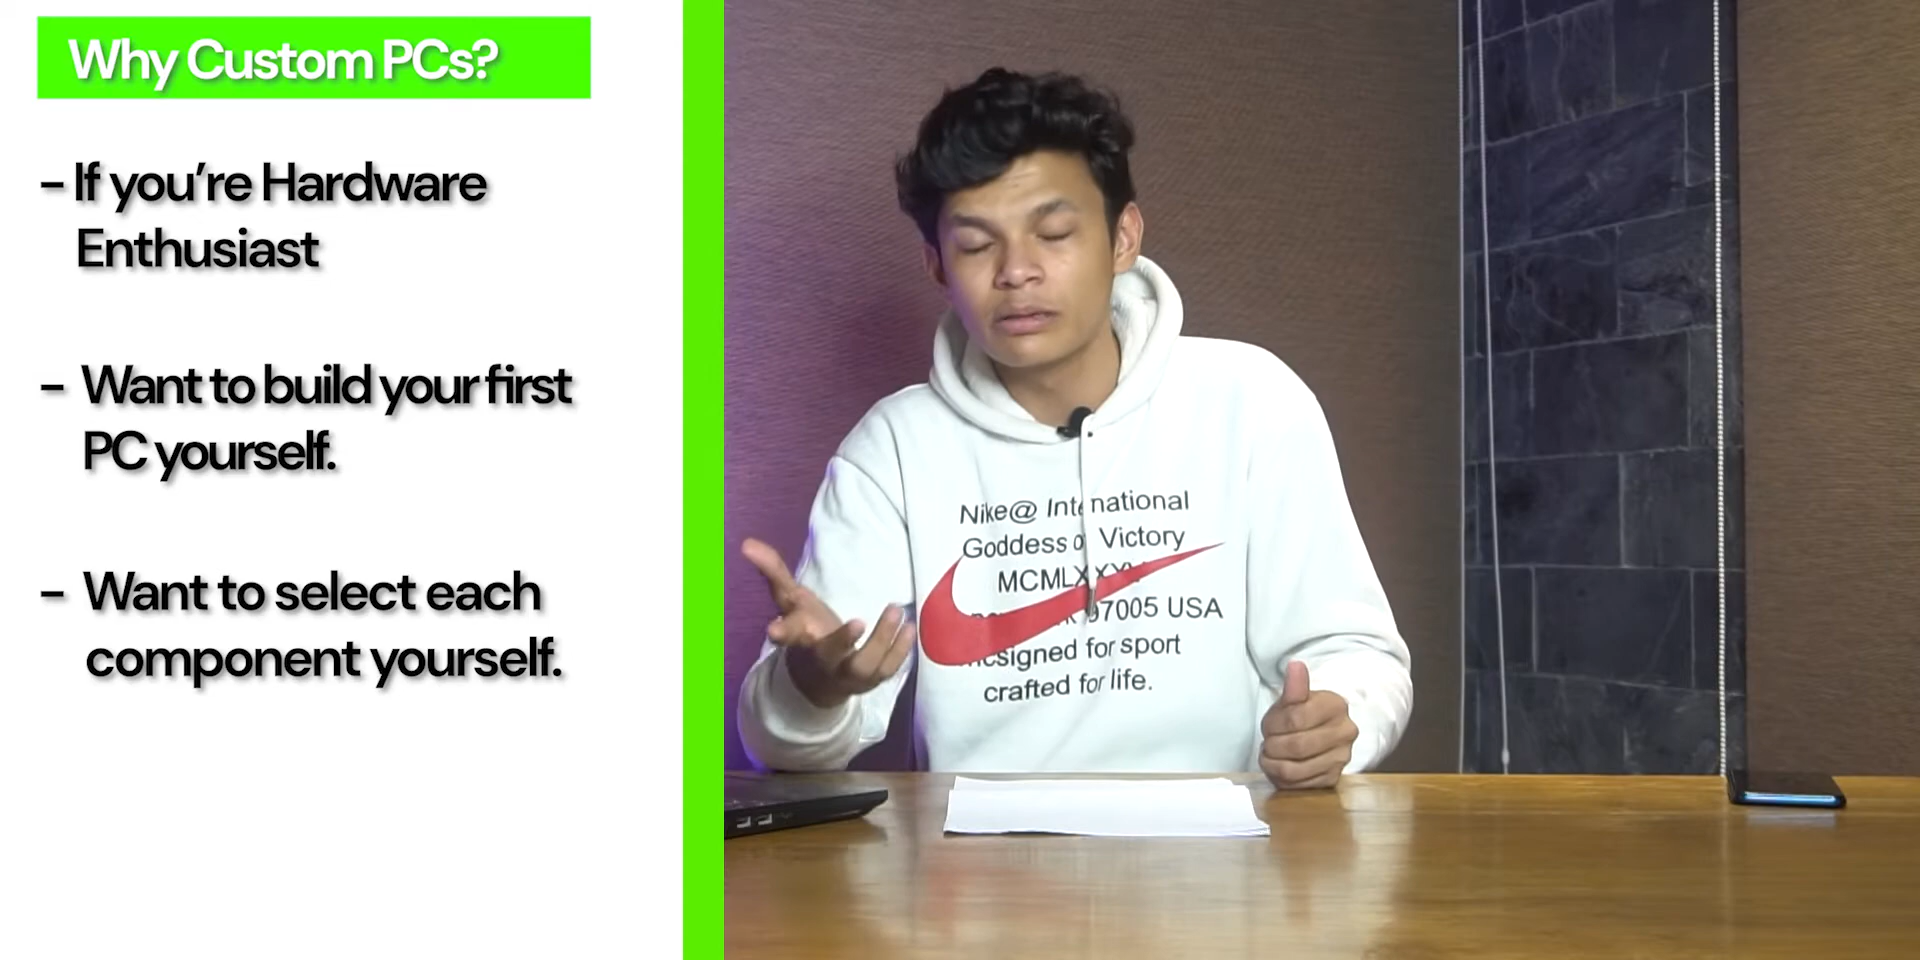 Why Custom PCs?
- If you're Hardware
Enthusiast
- Want to build your first
PC yourself.
- Want to select each
component yourself.
Nike@ International
Goddess of Victory
97005 USA
for sport
crafted for life.